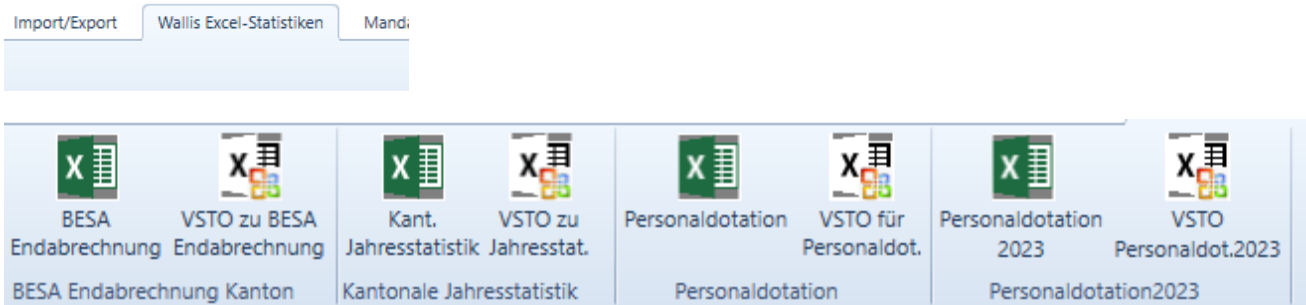 Import/Export Wallis Excel-Statistiken
BESA VSTO zu BESA Kant. VSTO zu Personaldotation VSTO für Personaldotation VSTO
Endabrechnung Endabrechnung Jahresstatistik Jahresstat. Personaldot. 2023 Personaldot.2023
BESA Endabrechnung Kanton Kantonale Jahresstatistik Personaldotation Personaldotation2023